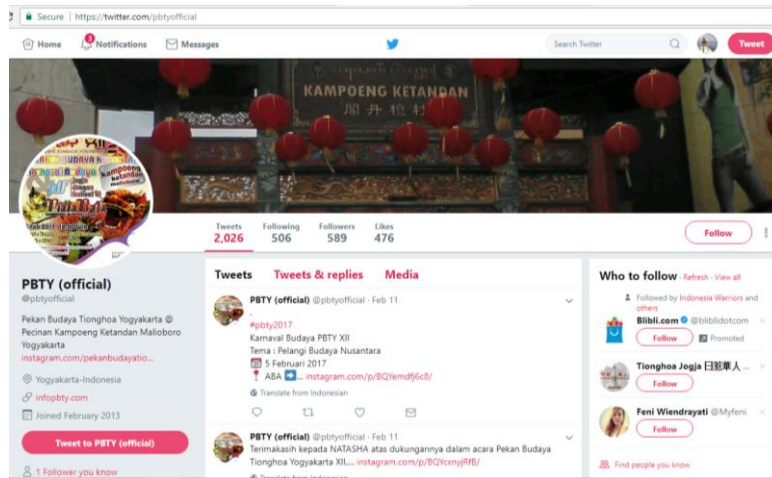 Secure | https://twitter.com/pbtyofficial
Home
3
Notifications
Messages
Search Twitter
Tweet
KAMPOENG KETANDAN
Tweets
2,026
Following
506
Followers
589
Likes
476
Follow
PBTY (official)
@pbtyofficial
Pekan Budaya Tionghoa Yogyakarta @
Pecinan Kampoeng Ketandan Malioboro
Yogyakarta
instagram.com/pekanbudayatio...
Yogyakarta-Indonesia
infopbty.com
Joined February 2013
Tweet to PBTY (official)
1 Follower you know
Tweets Tweets & replies Media
PBTY (official) @pbtyofficial · Feb 11
.
#pbty2017
Karnaval Budaya PBTY XII
Tema : Pelangi Budaya Nusantara
5 Februari 2017
ABA ... instagram.com/p/BQYemdfj6c8/
Translate from Indonesian
PBTY (official) @pbtyofficial · Feb 11
Terimakasih kepada NATASHA atas dukungannya dalam acara Pekan Budaya
Tionghoa Yogyakarta XII.... instagram.com/p/BQYcxnyjRfB/
Translate from Indonesian
Who to follow · Refresh · View all
Followed by Indonesia Warriors and
others
Blibli.com @bliblidotcom
Follow
Promoted
Tionghoa Jogja 日惹華人 ...
Follow
Feni Wiendrayati @Myfeni
Follow
Find people you know